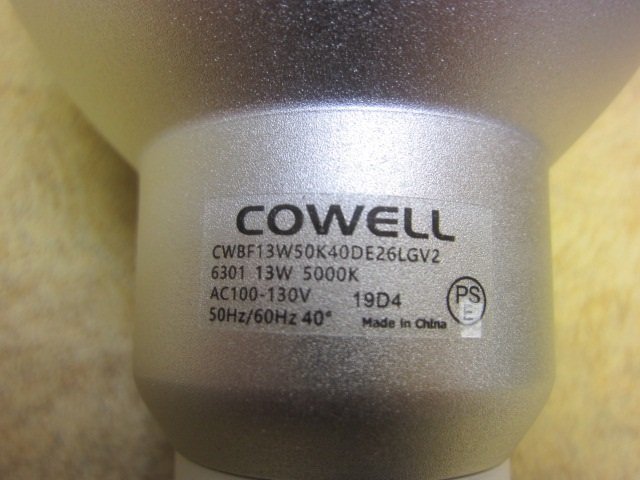 COWELL
CWBF13W50K40DE26LGV2
6301 13W 5000K
AC100-130V 19D4
50Hz/60Hz 40° Made in China
PS
E